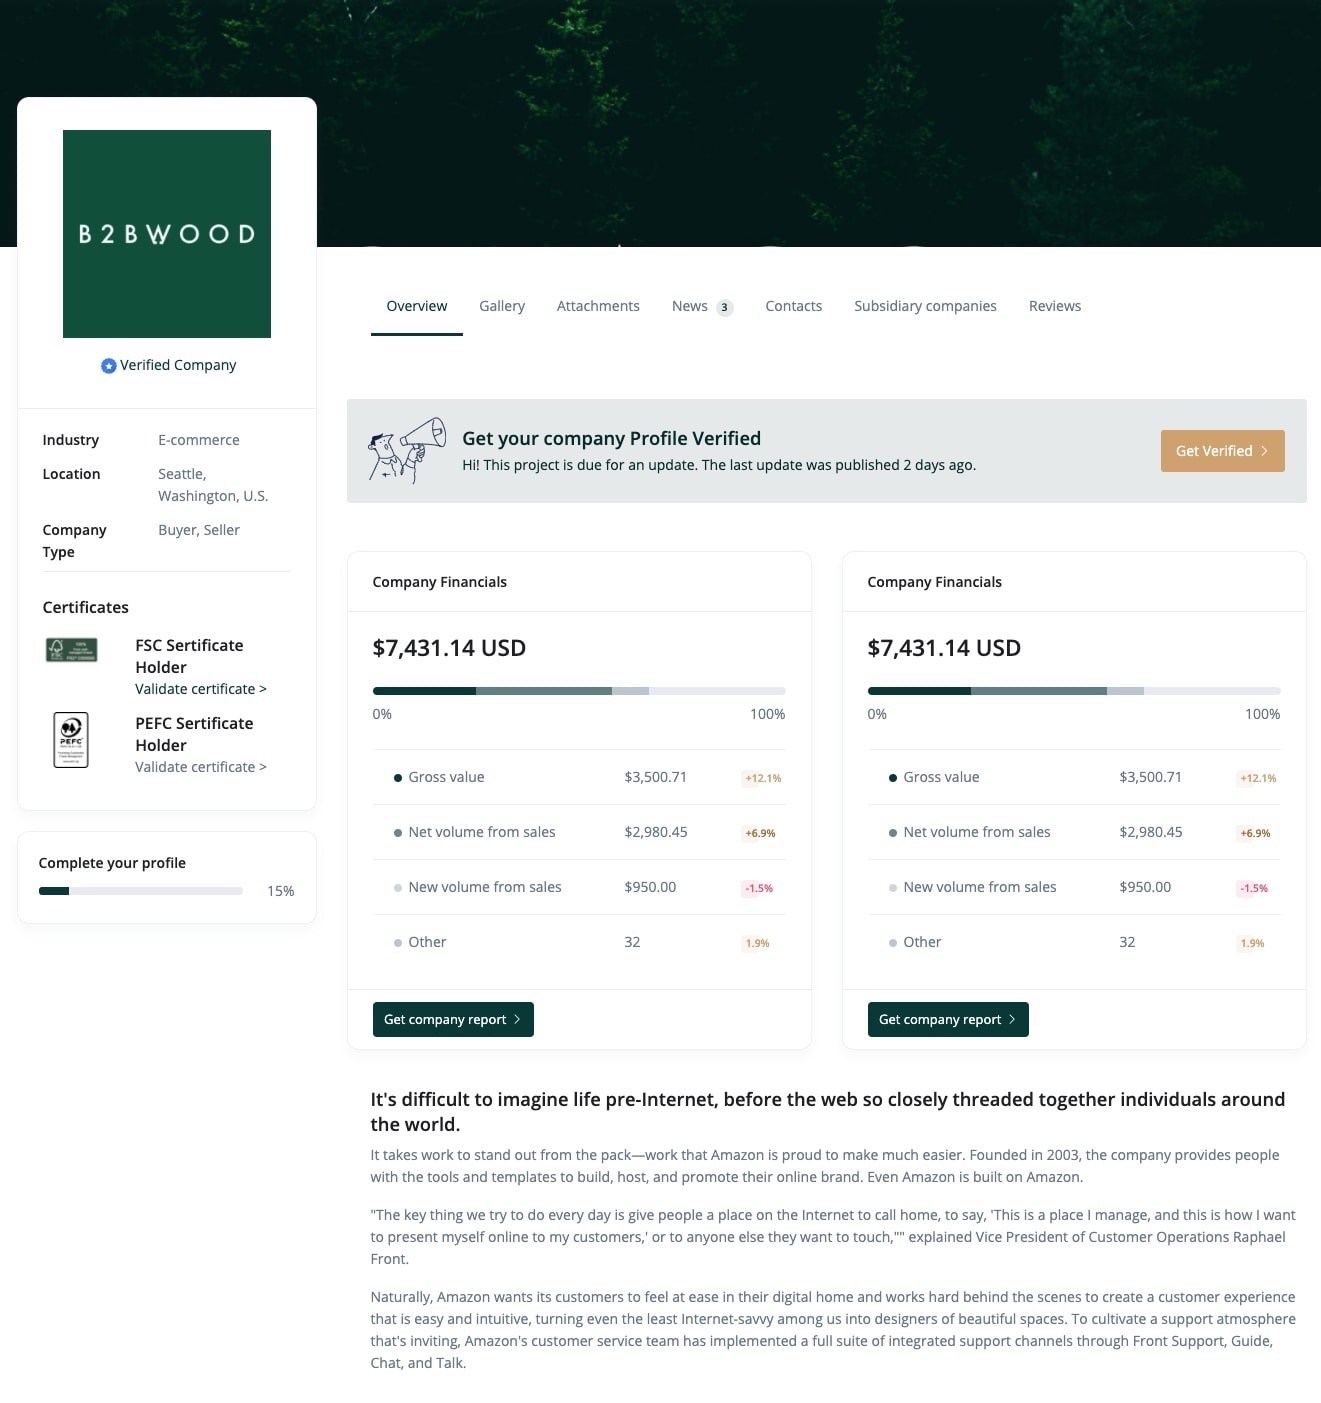 B2BWOOD
Verified Company
Industry
E-commerce
Location
Seattle,
Washington, U.S.
Company
Type
Buyer, Seller
Certificates
FSC Sertificate
Holder
Validate certificate >
PEFC
PEFC Sertificate
Holder
Validate certificate >
Complete your profile
15%
Overview
Gallery
Attachments
News 3
Contacts
Subsidiary companies
Reviews
Get your company Profile Verified
Hi! This project is due for an update. The last update was published 2 days ago.
Get Verified >
Company Financials
$7,431.14 USD
0%
100%
Gross value
$3,500.71
+12.1%
Net volume from sales
$2,980.45
+6.9%
New volume from sales
$950.00
-1.5%
Other
32
1.9%
Get company report >
Company Financials
$7,431.14 USD
0%
100%
Gross value
$3,500.71
+12.1%
Net volume from sales
$2,980.45
+6.9%
New volume from sales
$950.00
-1.5%
Other
32
1.9%
Get company report >
It's difficult to imagine life pre-Internet, before the web so closely threaded together individuals around
the world.
It takes work to stand out from the pack—work that Amazon is proud to make much easier. Founded in 2003, the company provides people
with the tools and templates to build, host, and promote their online brand. Even Amazon is built on Amazon.
"The key thing we try to do every day is give people a place on the Internet to call home, to say, 'This is a place I manage, and this is how I want
to present myself online to my customers,' or to anyone else they want to touch,"" explained Vice President of Customer Operations Raphael
Front.
Naturally, Amazon wants its customers to feel at ease in their digital home and works hard behind the scenes to create a customer experience
that is easy and intuitive, turning even the least Internet-savvy among us into designers of beautiful spaces. To cultivate a support atmosphere
that's inviting, Amazon's customer service team has implemented a full suite of integrated support channels through Front Support, Guide,
Chat, and Talk.